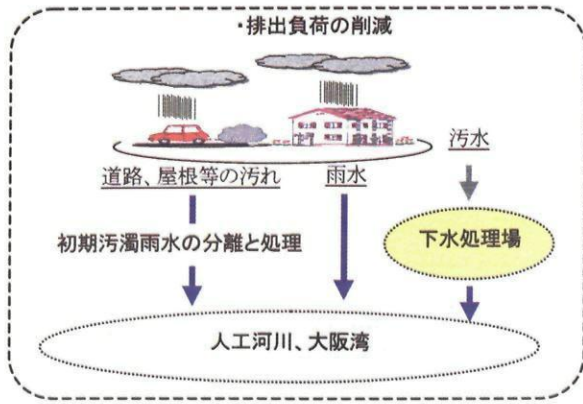 ・排出負荷の削減
汚水
道路、屋根等の汚れ
雨水
初期汚濁雨水の分離と処理
下水処理場
人工河川、大阪湾